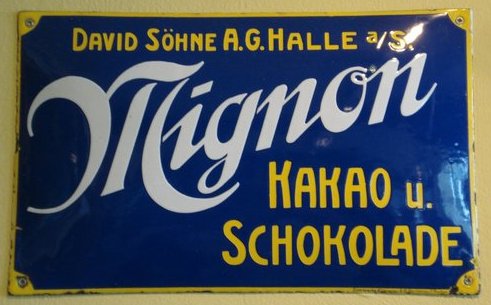 DAVID SÖHNE A.G. HALLE a/S.
Mignon
KAKAO u.
SCHOKOLADE